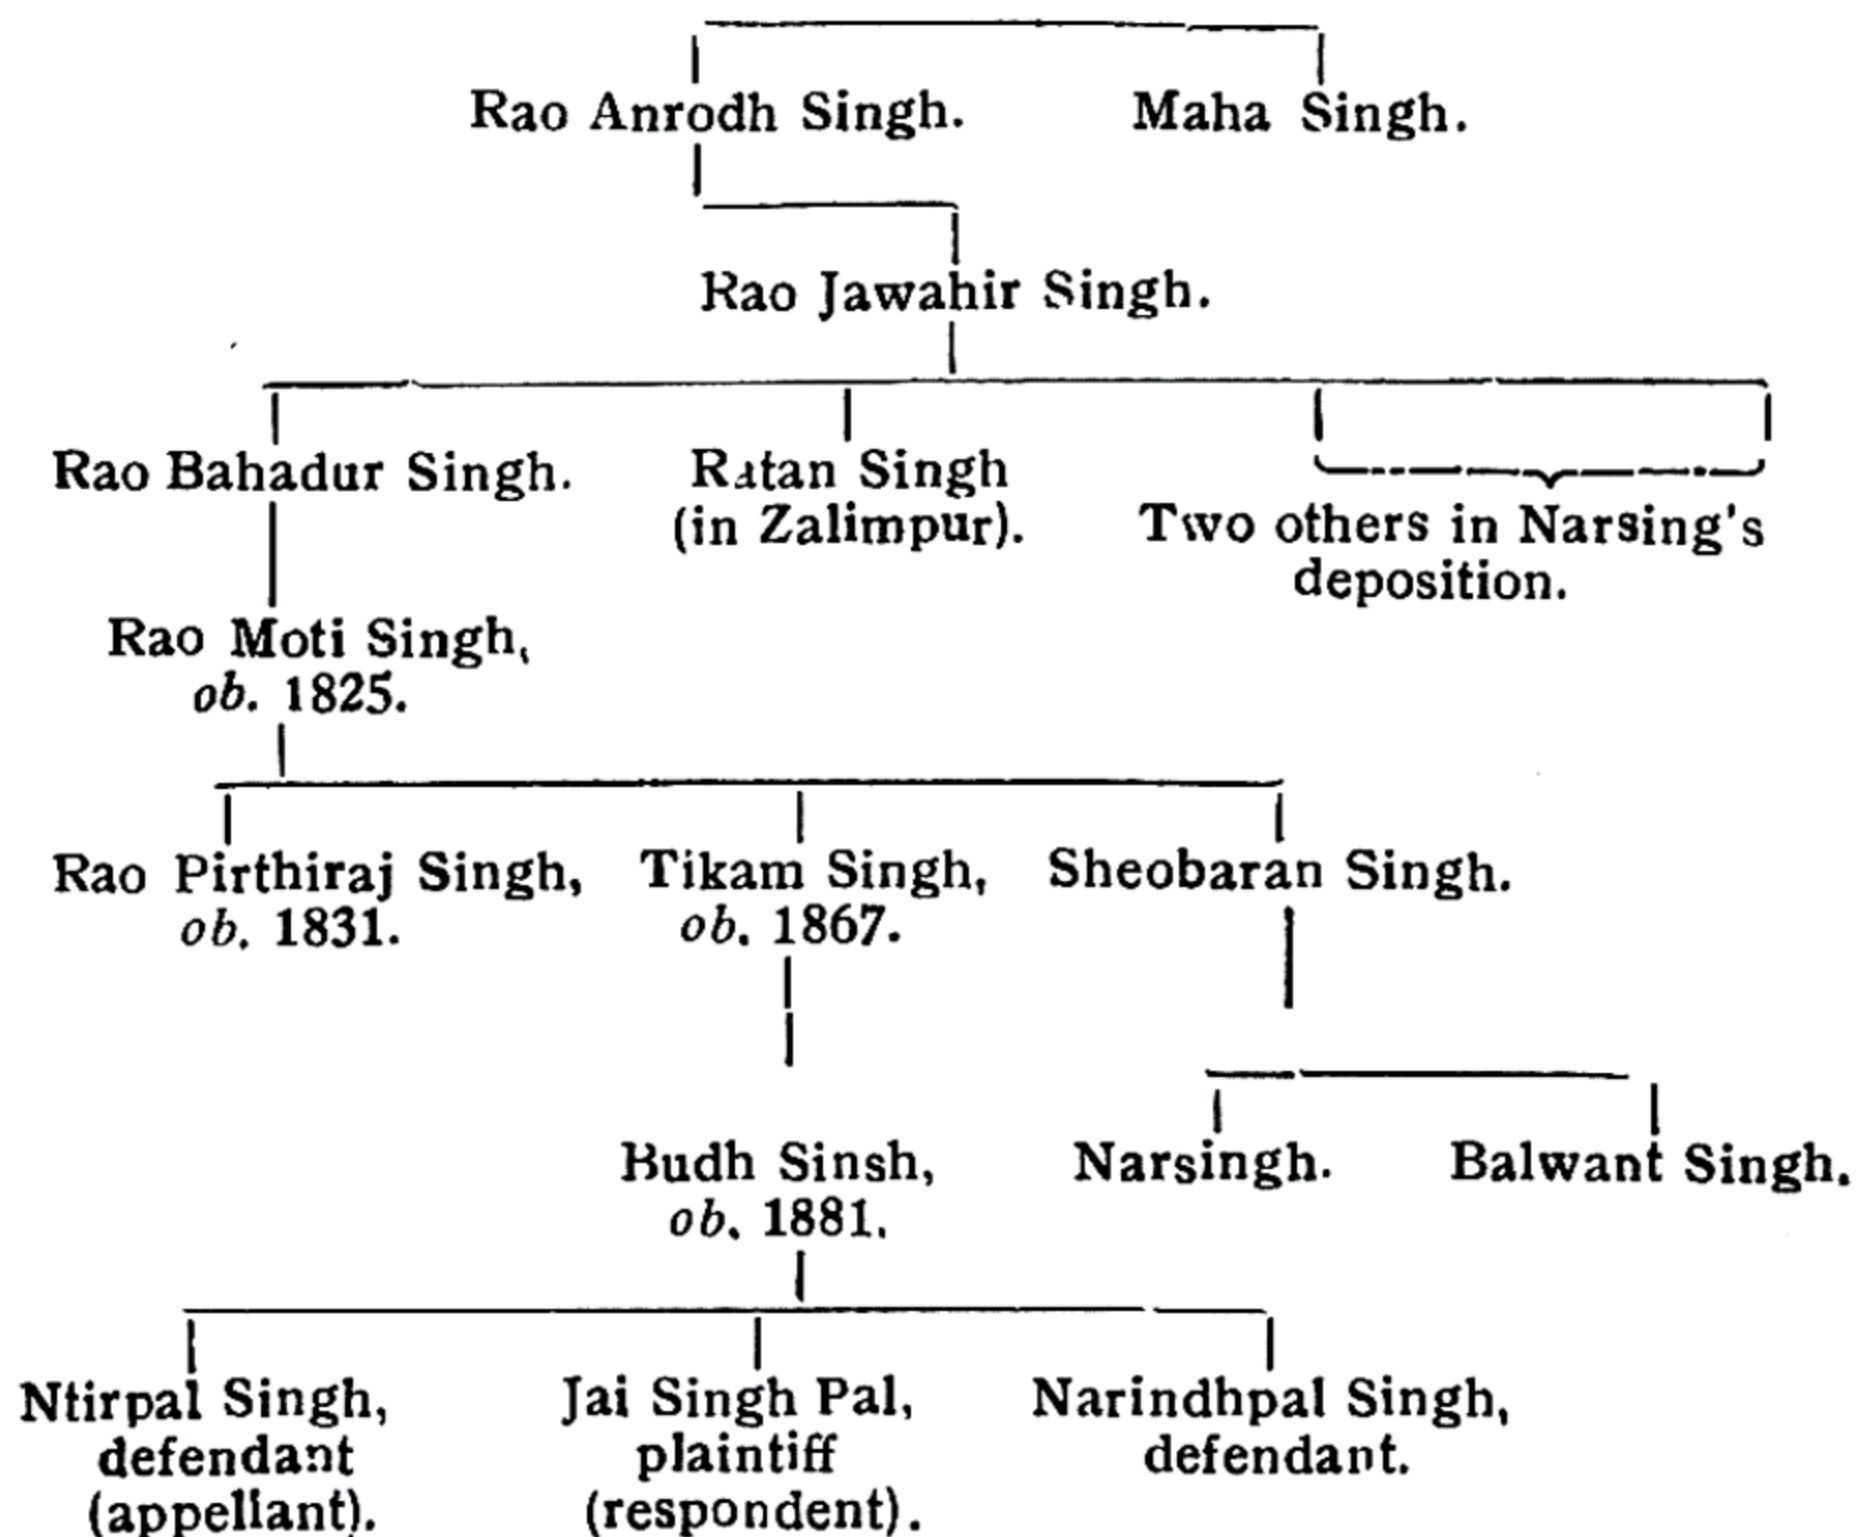 Rao Anrodh Singh. Maha Singh.
Rao Jawahir Singh.
Rao Bahadur Singh. Ratan Singh
(in Zalimpur). Two others in Narsing's
deposition.
Rao Moti Singh,
ob. 1825.
Rao Pirthiraj Singh, Tikam Singh, Sheobaran Singh.
ob. 1831. ob. 1867.
Budh Sinsh, Narsingh. Balwant Singh.
ob. 1881.
Ntirpal Singh, Jai Singh Pal, Narindhpal Singh,
defendant plaintiff defendant.
(appellant). (respondent).